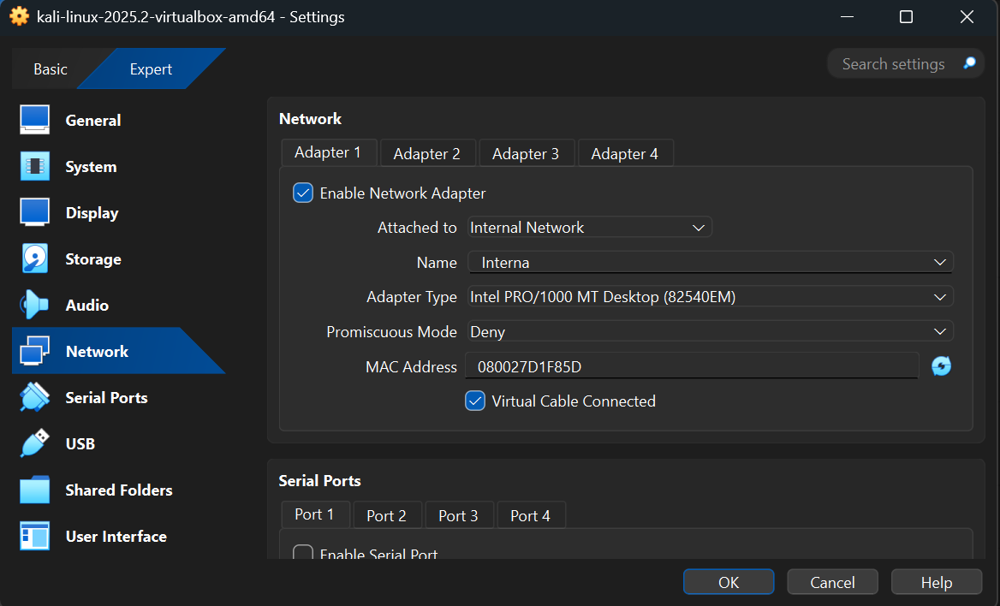 kali-linux-2025.2-virtualbox-amd64 - Settings
Basic
Expert
Search settings
General
System
Display
Storage
Audio
Network
Serial Ports
USB
Shared Folders
User Interface
Network
Adapter 1
Adapter 2
Adapter 3
Adapter 4
Enable Network Adapter
Attached to Internal Network
Name Interna
Adapter Type Intel PRO/1000 MT Desktop (82540EM)
Promiscuous Mode Deny
MAC Address 080027D1F85D
Virtual Cable Connected
Serial Ports
Port 1
Port 2
Port 3
Port 4
Enable Serial Port
OK
Cancel
Help